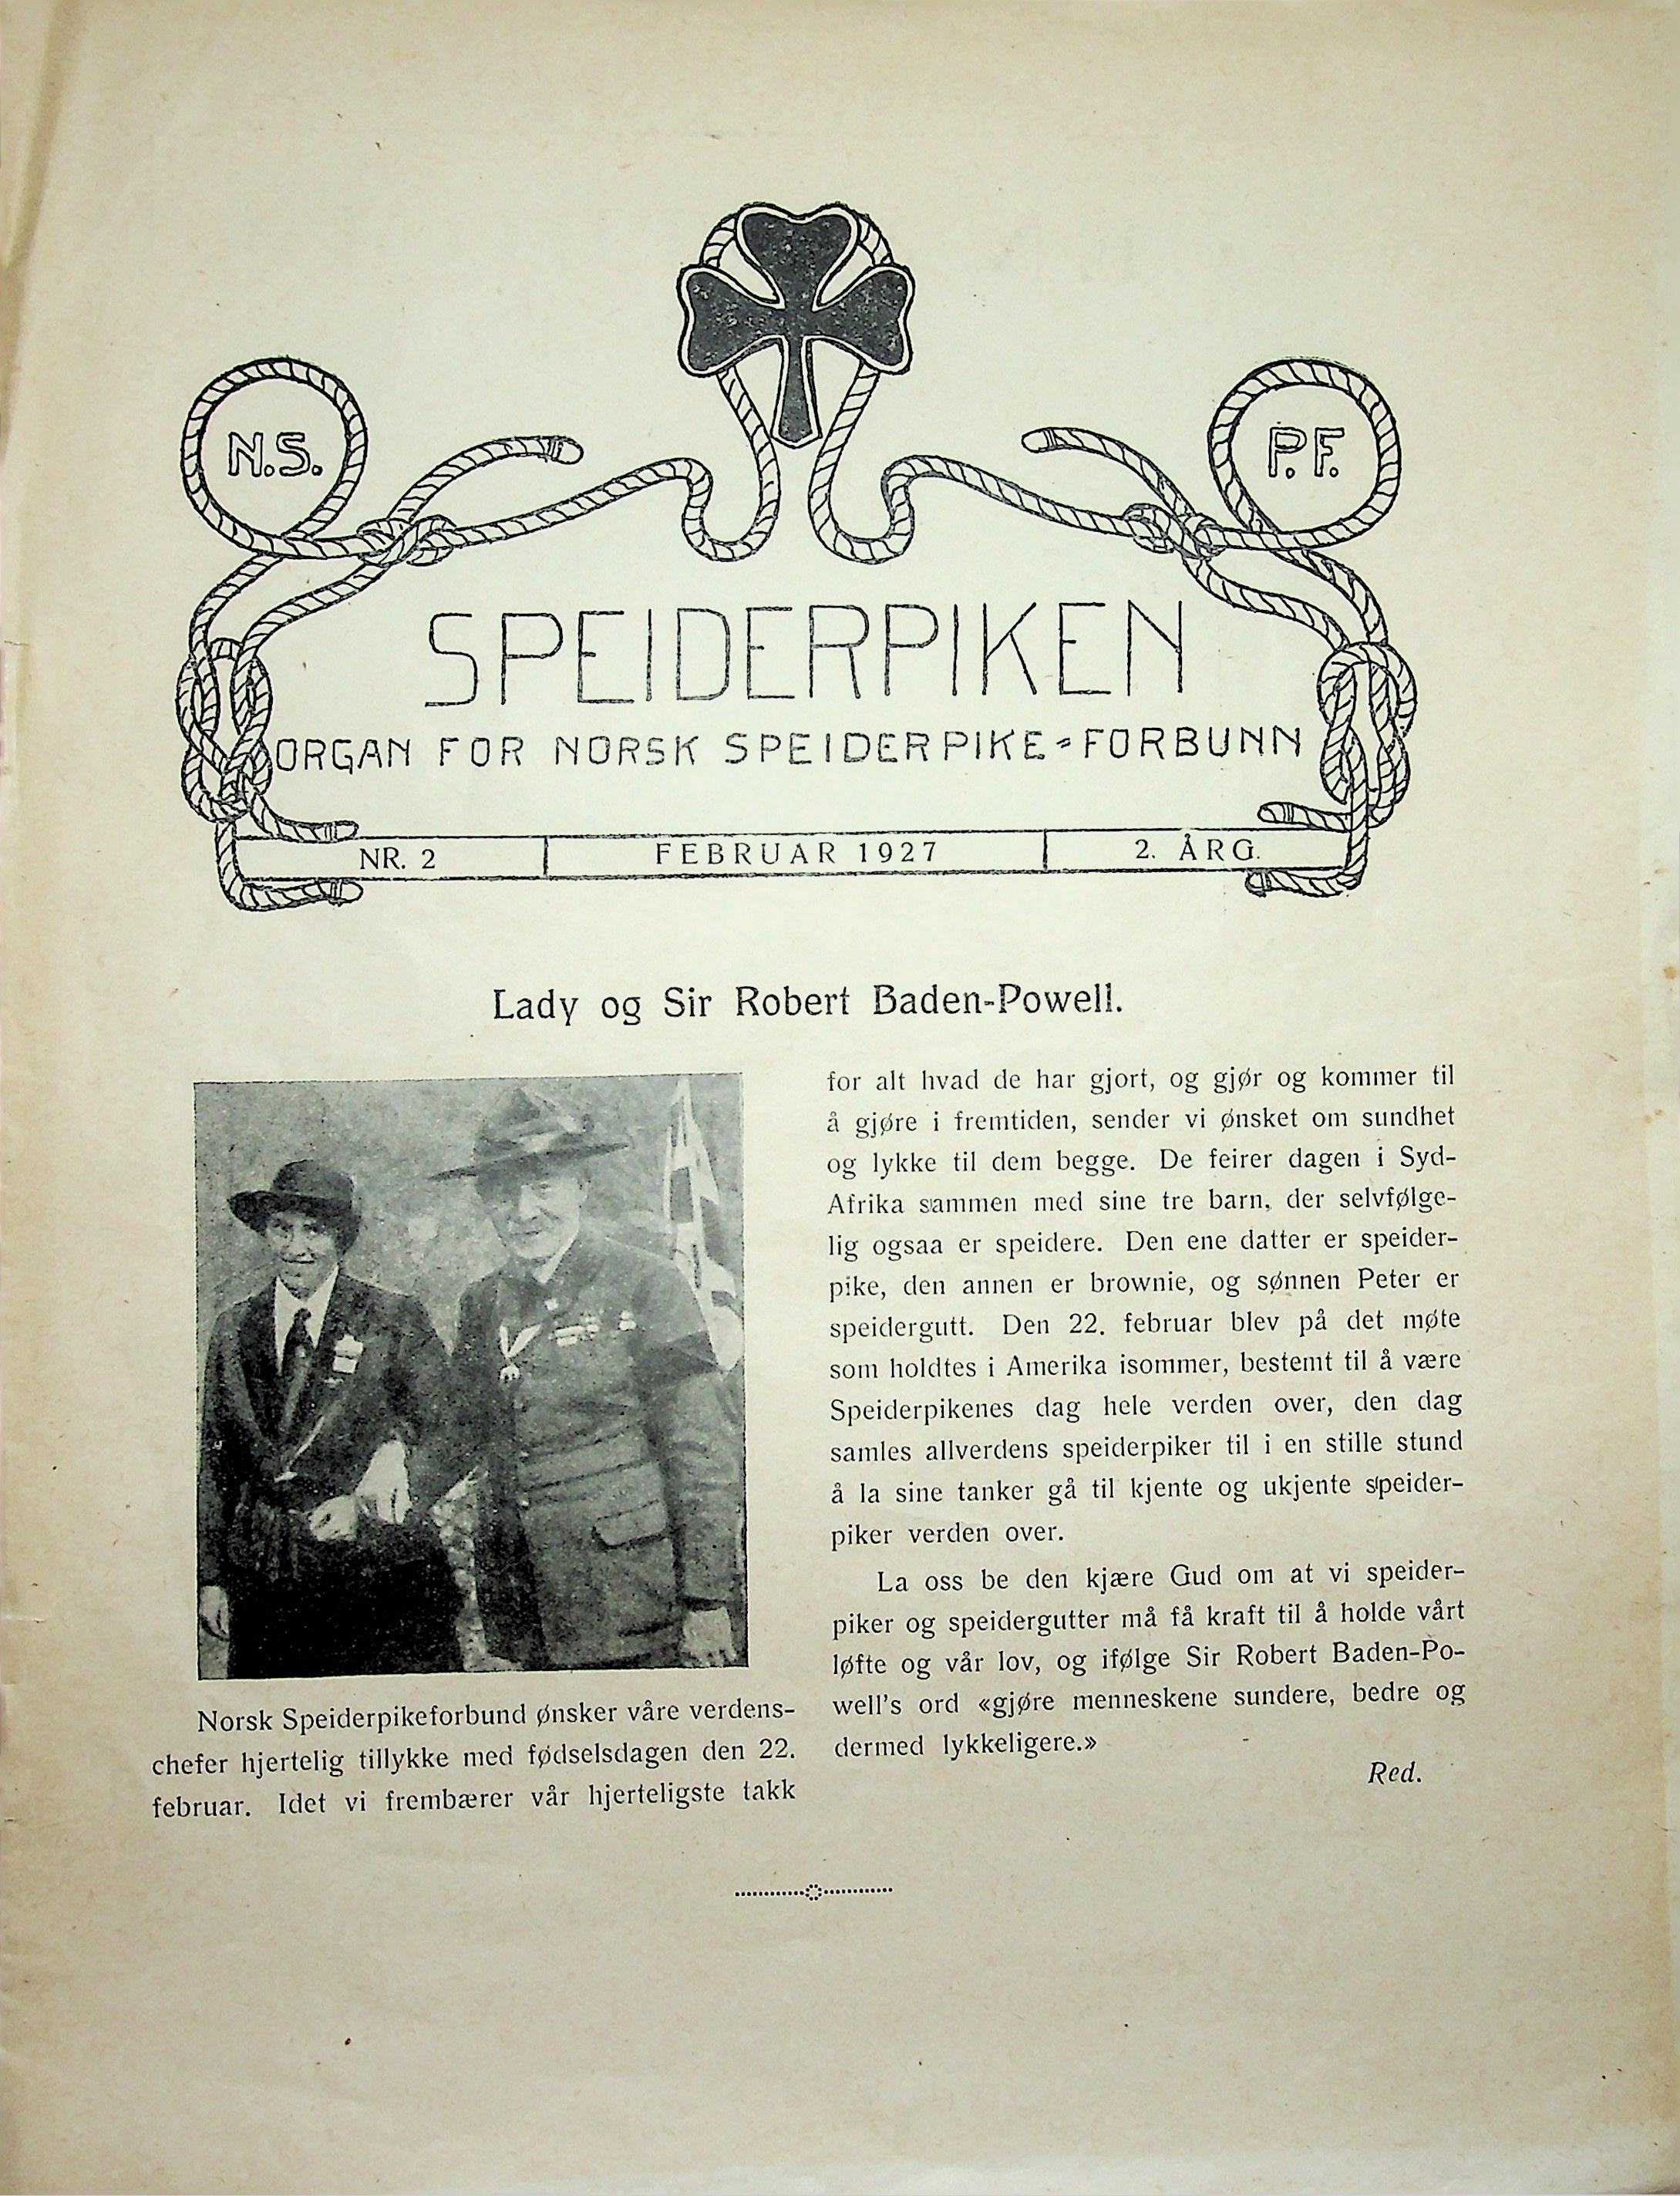 N.S.
P.F.
SPEIDERPIKEN
ORGAN FOR NORSK SPEIDERPIKE-FORBUNN
NR. 2
FEBRUAR 1927
2. ÅRG.
Lady og Sir Robert Baden-Powell.
Norsk Speiderpikeforbund ønsker våre verdens-
chefer hjertelig tillykke med fødselsdagen den 22.
februar. Idet vi frembærer vår hjerteligste takk
for alt hvad de har gjort, og gjør og kommer til
å gjøre i fremtiden, sender vi ønsket om sundhet
og lykke til dem begge. De feirer dagen i Syd-
Afrika sammen med sine tre barn, der selvfølge-
lig ogsaa er speidere. Den ene datter er speider-
pike, den annen er brownie, og sønnen Peter er
speidergutt. Den 22. februar blev på det møte
som holdtes i Amerika isommer, bestemt til å være
Speiderpikenes dag hele verden over, den dag
samles allverdens speiderpiker til i en stille stund
å la sine tanker gå til kjente og ukjente speider-
piker verden over.
La oss be den kjære Gud om at vi speider-
piker og speidergutter må få kraft til å holde vårt
løfte og vår lov, og ifølge Sir Robert Baden-Po-
well's ord «gjøre menneskene sundere, bedre og
dermed lykkeligere.»
Red.